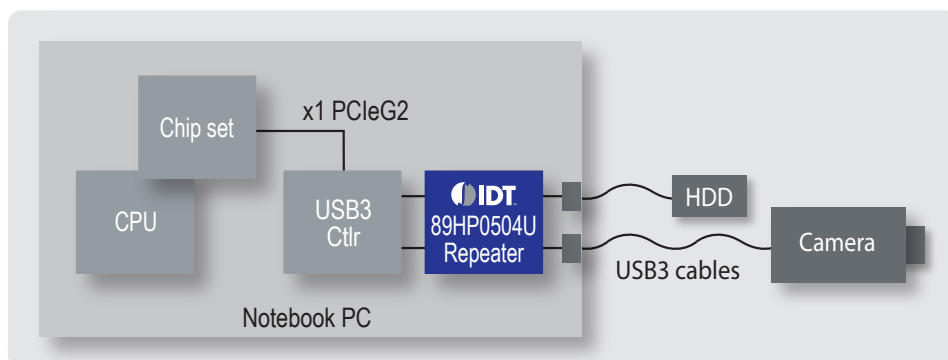 Chip set
x1 PCIeG2
CPU
USB3
Ctlr
IDT
89HP0504U
Repeater
HDD
Camera
USB3 cables
Notebook PC